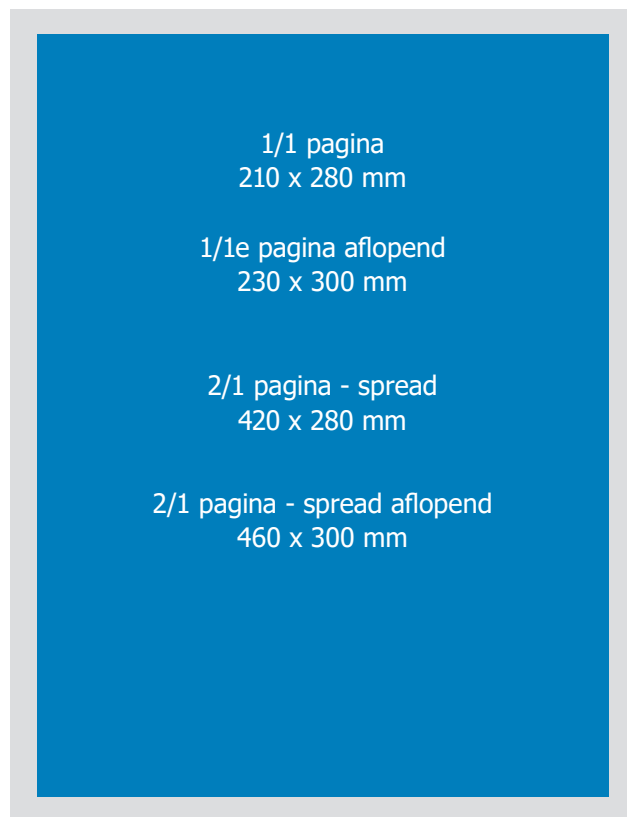 1/1 pagina
210 x 280 mm
1/1e pagina aflopend
230 x 300 mm
2/1 pagina - spread
420 x 280 mm
2/1 pagina - spread aflopend
460 x 300 mm